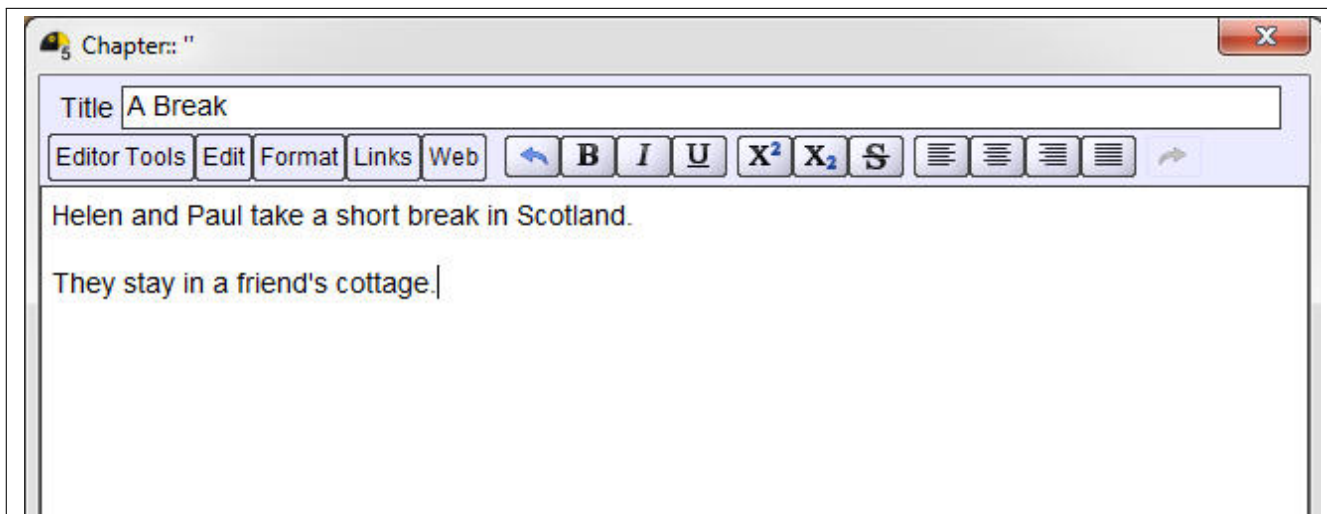 5 Chapter:: "
X
Title A Break
Editor Tools Edit Format Links Web B I U X² X₂ S
Helen and Paul take a short break in Scotland.
They stay in a friend's cottage.